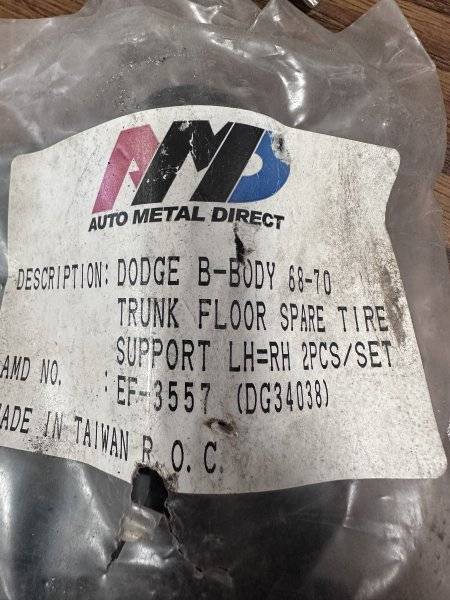 AMD
AUTO METAL DIRECT
DESCRIPTION: DODGE B-BODY 68-70
TRUNK FLOOR SPARE TIRE
SUPPORT LH=RH 2PCS/SET
AMD NO. : EF-3557 (DG34038)
MADE IN TAIWAN R.O.C.